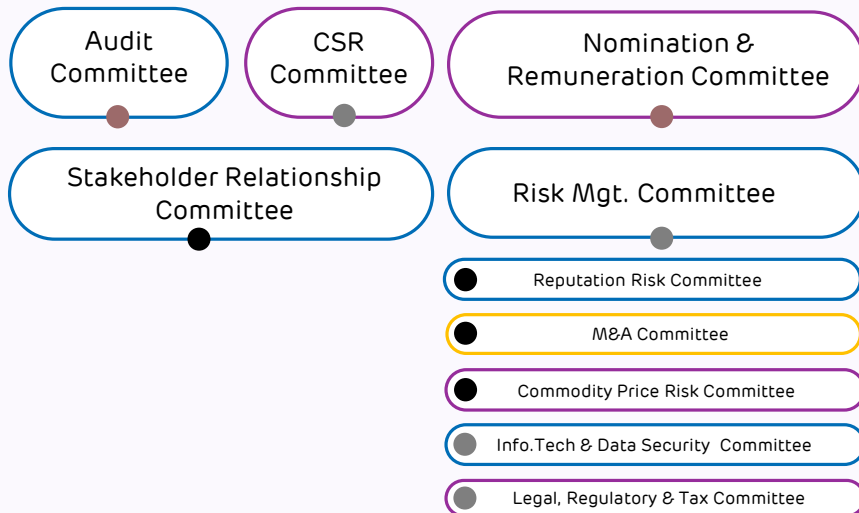 Audit
Committee
CSR
Committee
Nomination &
Remuneration Committee
Stakeholder Relationship
Committee
Risk Mgt. Committee
Reputation Risk Committee
M&A Committee
Commodity Price Risk Committee
Info.Tech & Data Security Committee
Legal, Regulatory & Tax Committee